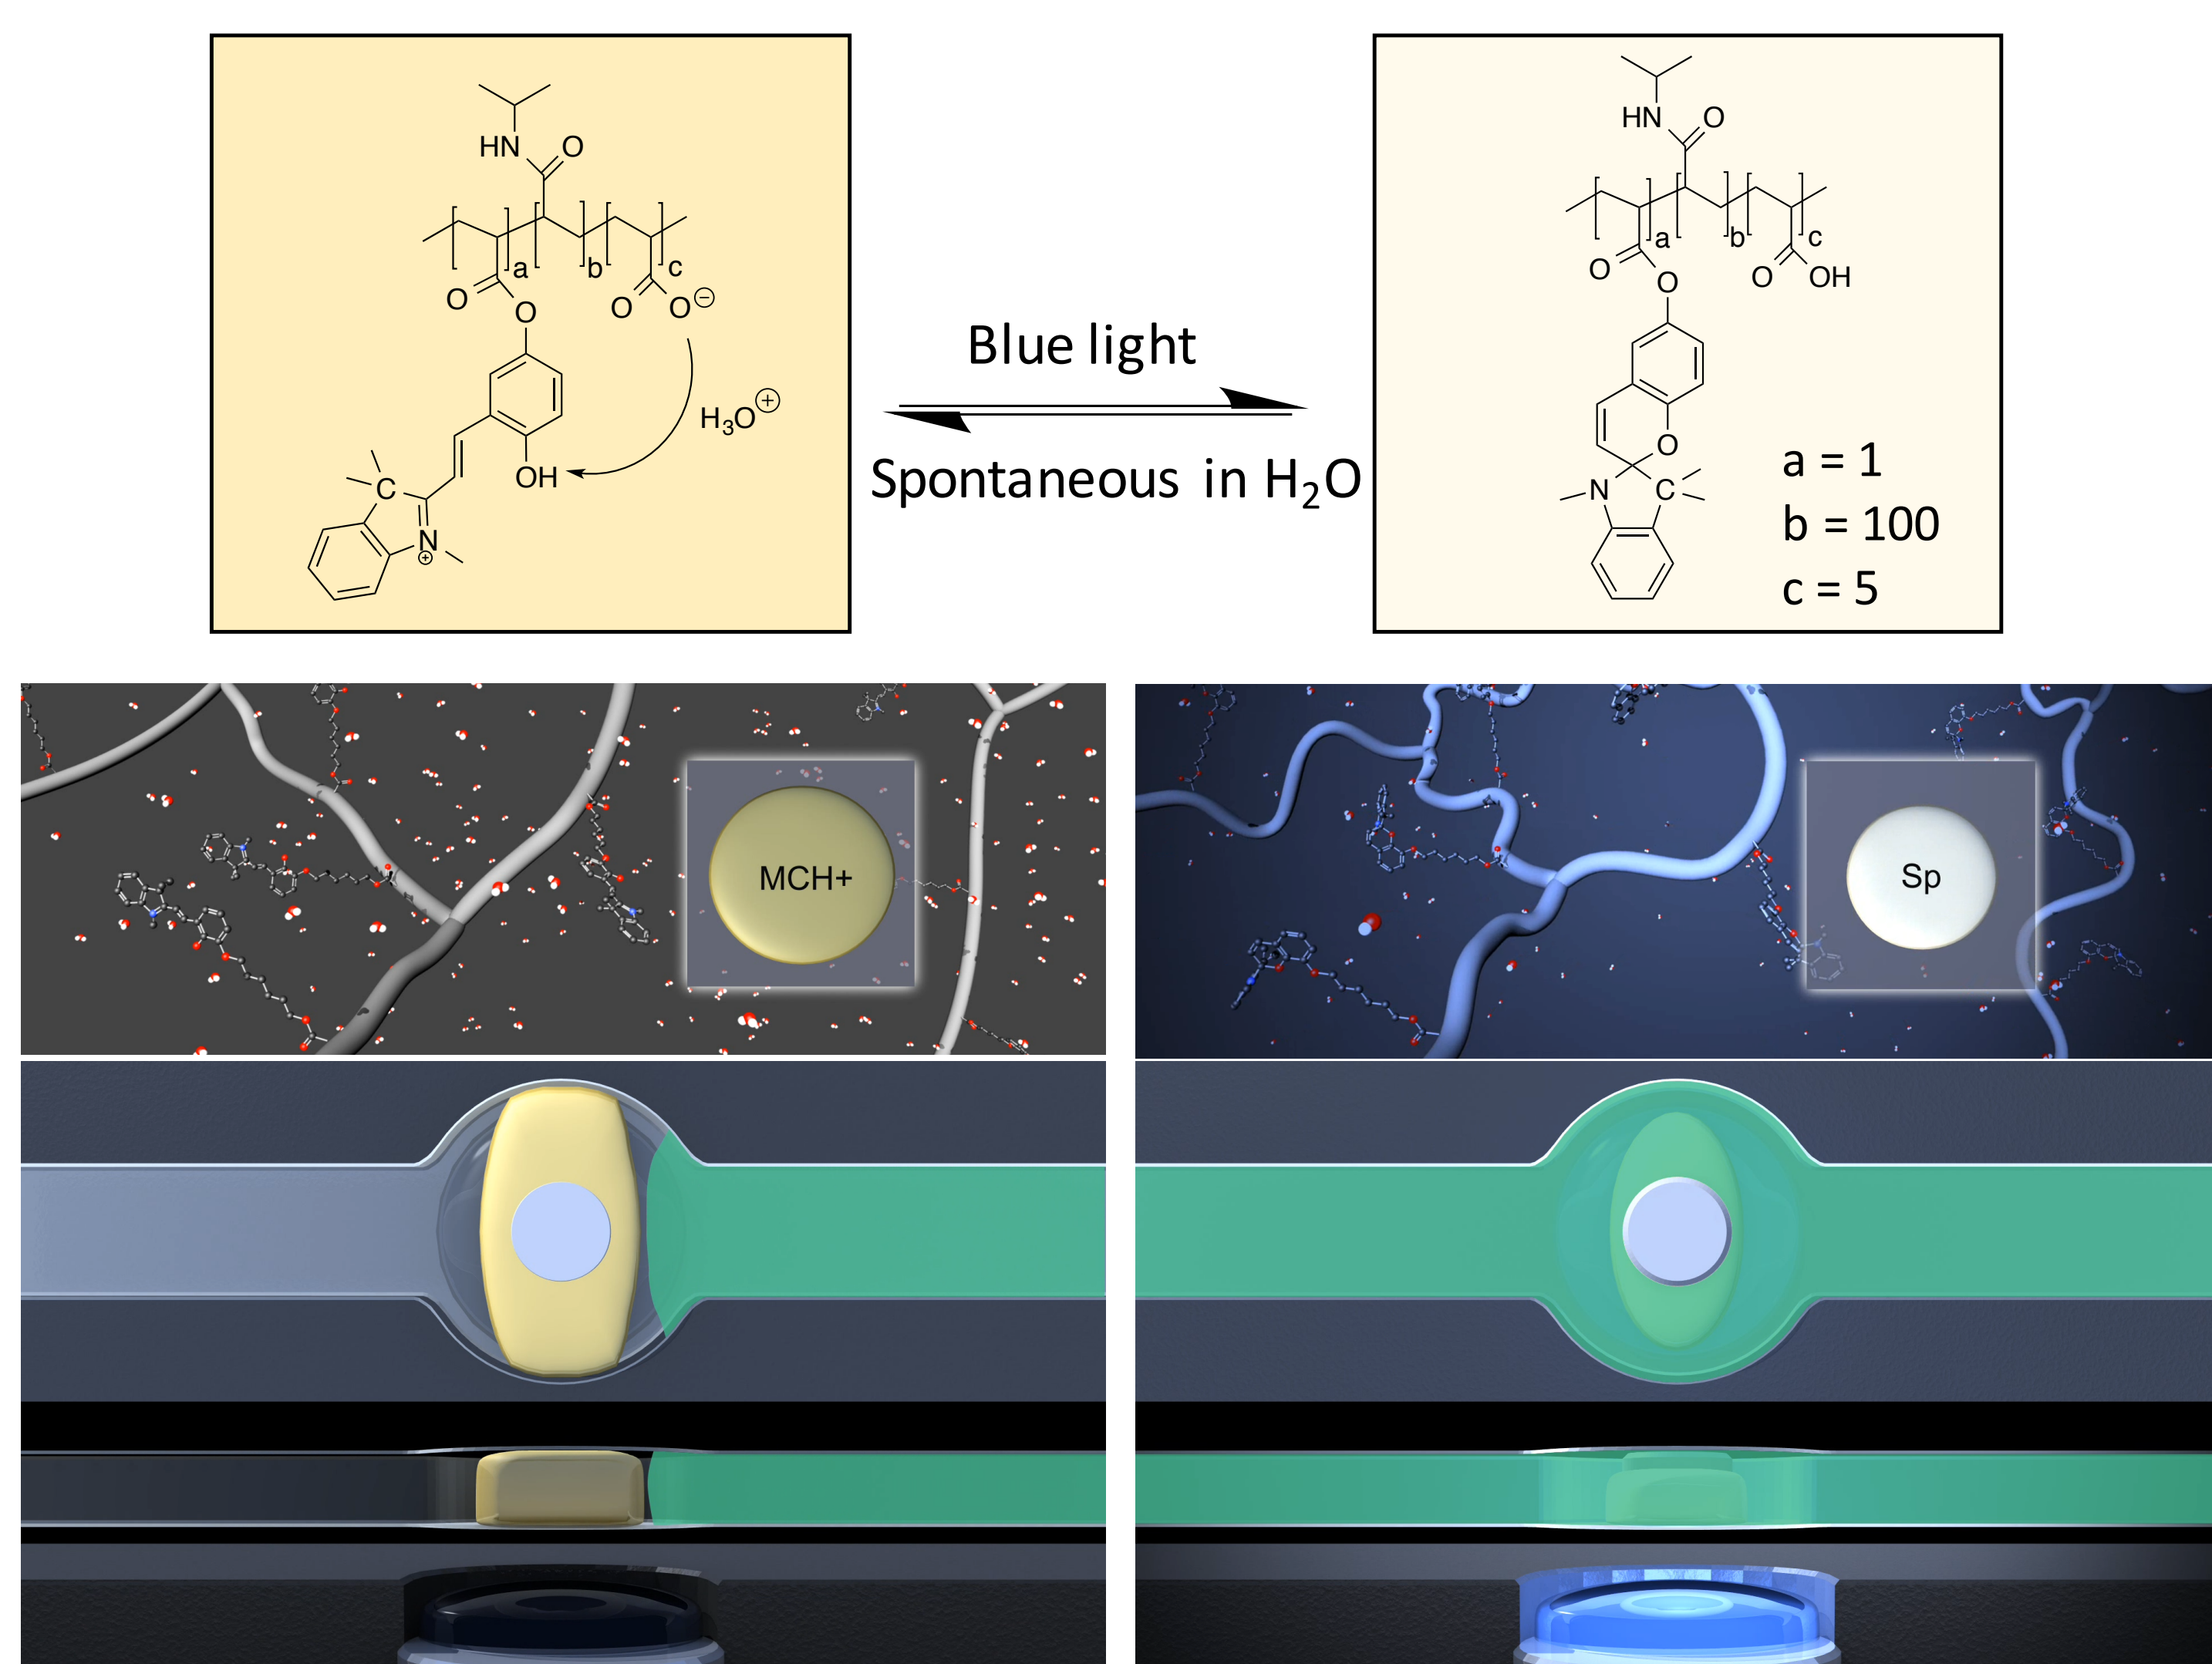 HN
O
a
b
c
O
O
O
O⊖
H₃O⊕
OH
C
N
⊕
Blue light
Spontaneous in H₂O
HN
O
a
b
c
O
O
O
OH
O
N
C
a = 1
b = 100
c = 5
MCH+
Sp